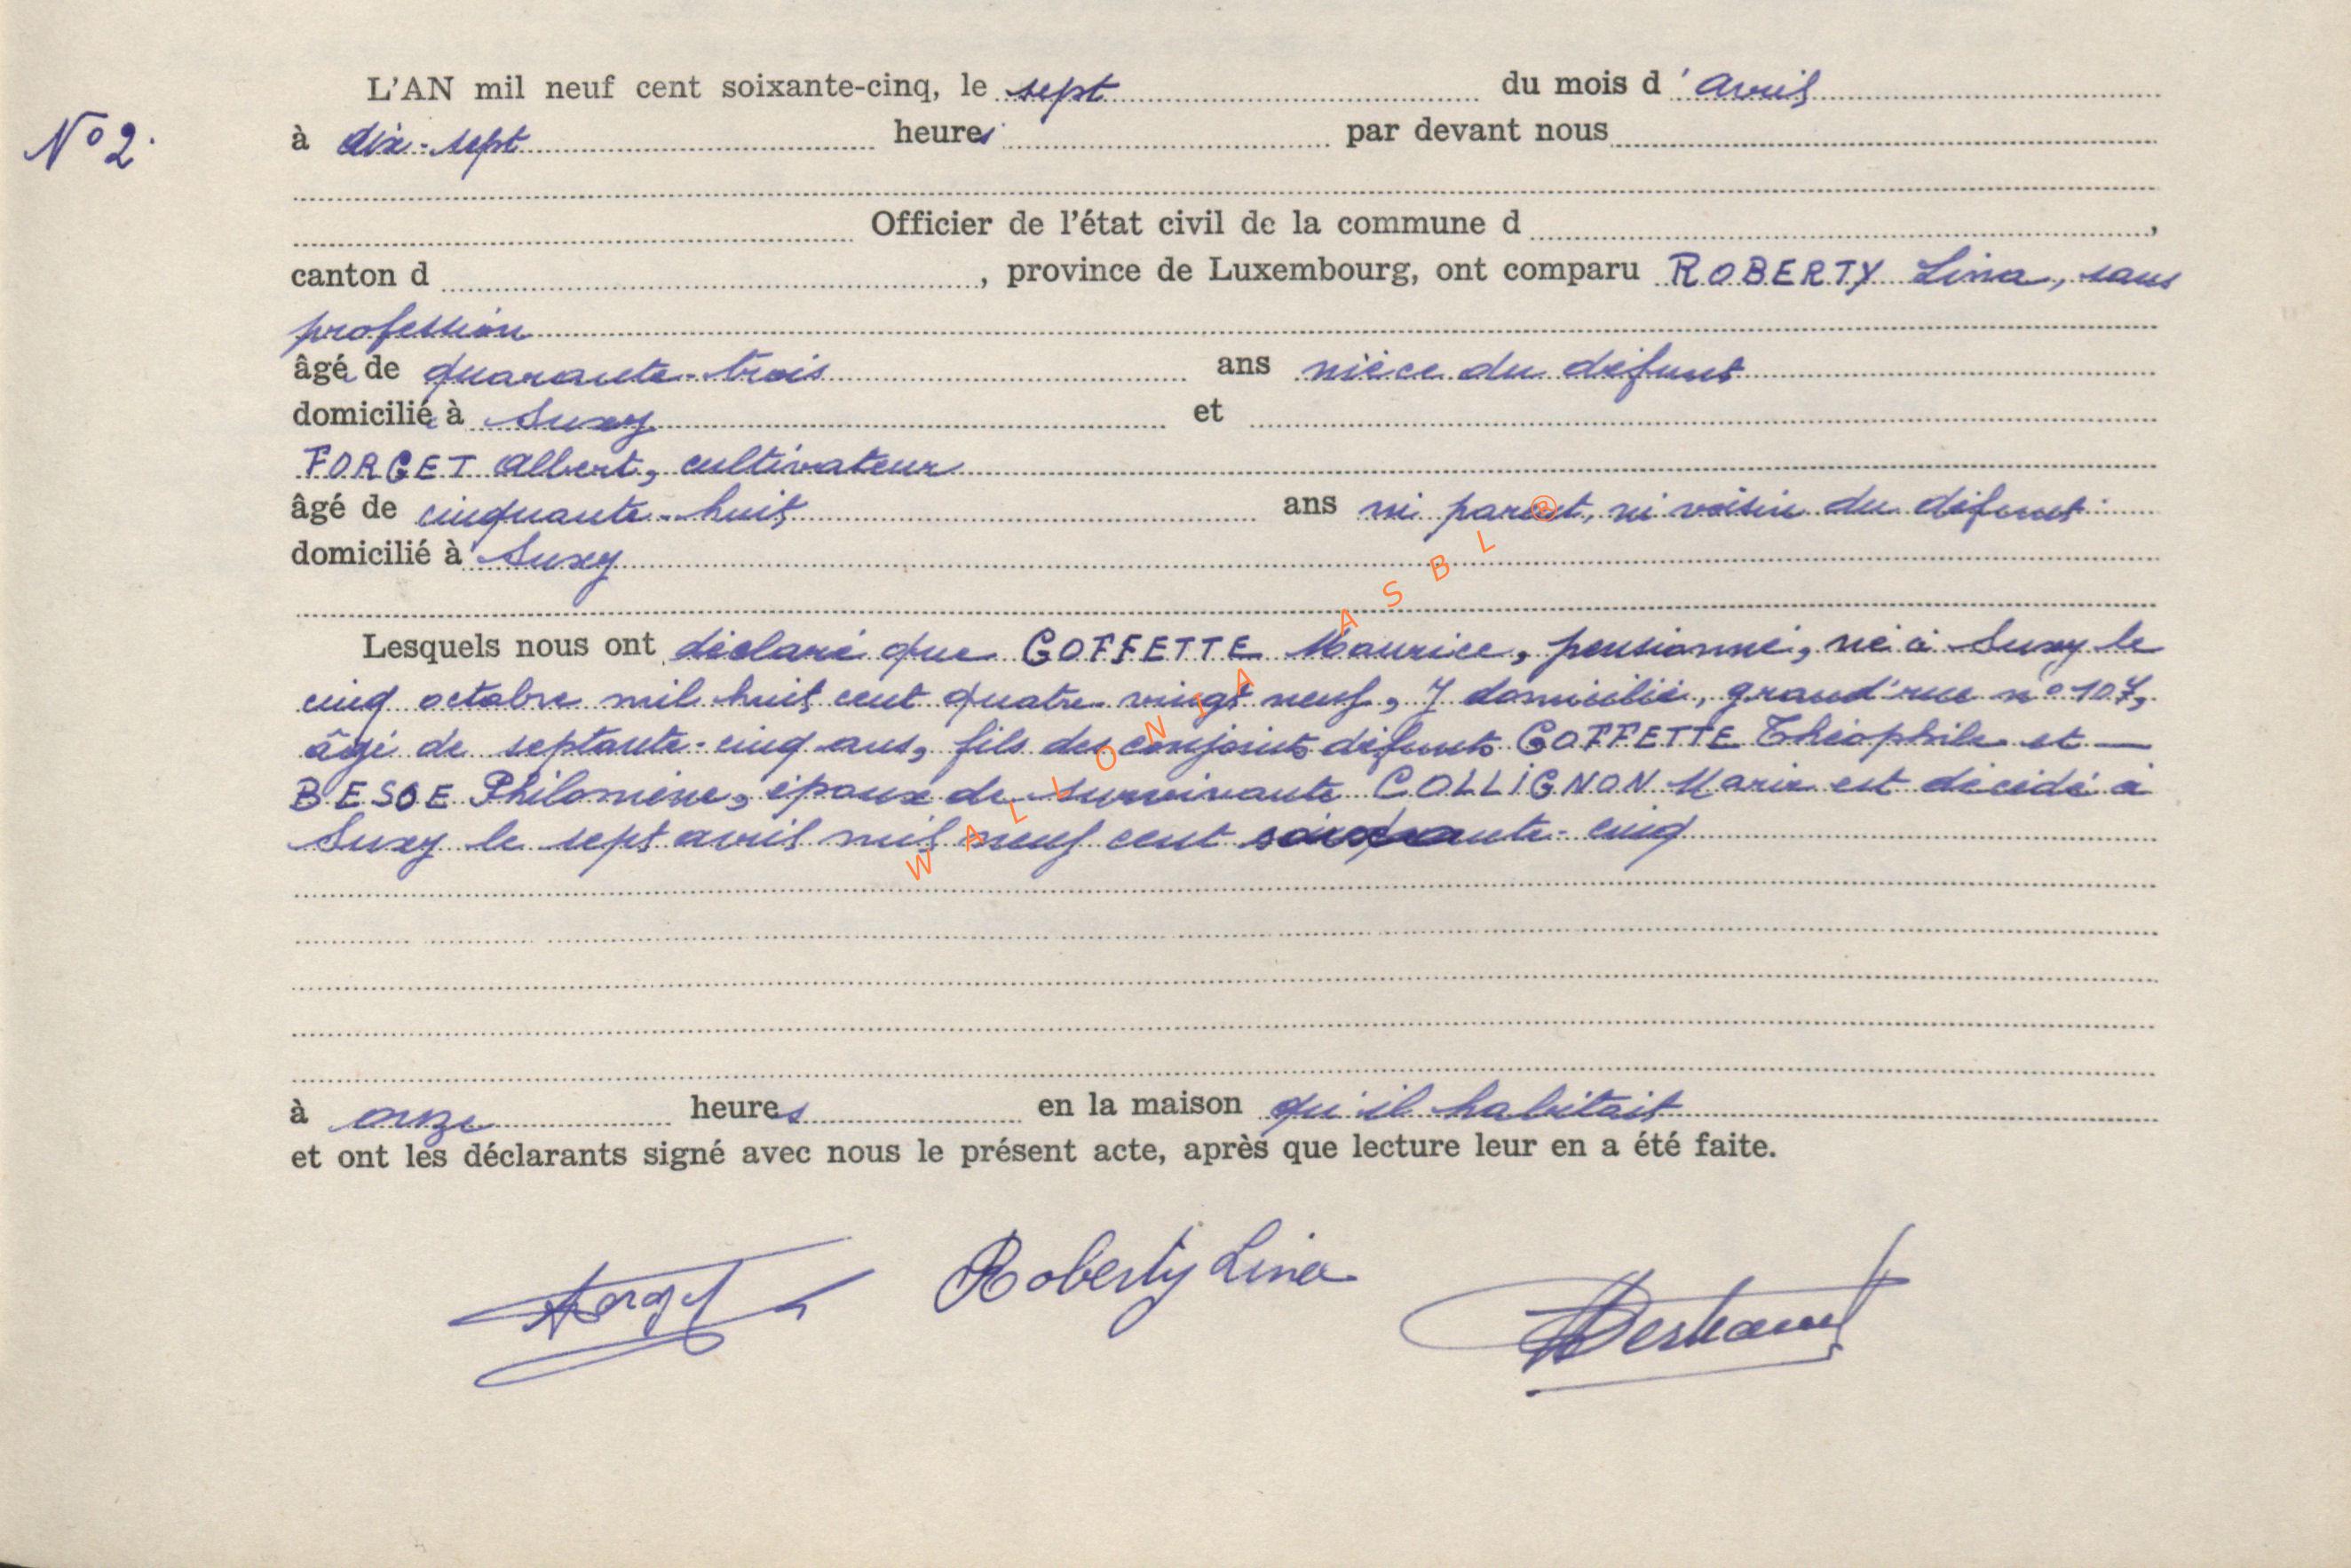 L'AN mil neuf cent soixante-cinq, le sept du mois d'avril
N° 2.
à dix-sept heures par devant nous
Officier de l'état civil de la commune d ,
canton d , province de Luxembourg, ont comparu ROBERTY Lina, sans
profession
âgée de quarante-trois ans nièce du défunt
domiciliée à Suxy et
FORGET Albert, cultivateur
âgé de cinquante-huit ans ni parent, ni voisin du défunt
domicilié à Suxy
Lesquels nous ont déclaré que GOFFETTE Maurice, pensionné, né à Suxy le
cinq octobre mil huit cent quatre-vingt neuf, y domicilié, grand'rue n° 107,
âgé de septante-cinq ans, fils des conjoints défunts GOFFETTE Théophile et —
BESOE Philomène, époux de survivante COLLIGNON Marie est décédé à
Suxy le sept avril mil neuf cent soixante-cinq
WALLONIA ASBL ®
à onze heures en la maison qu'il habitait
et ont les déclarants signé avec nous le présent acte, après que lecture leur en a été faite.
Forget Roberty Lina